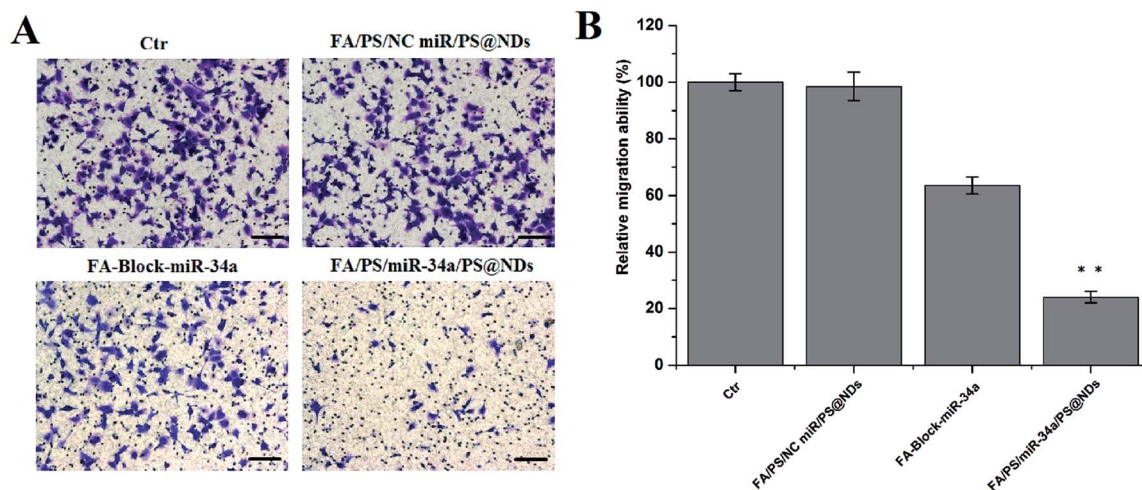 A
Ctr
FA/PS/NC miR/PS@NDs
FA-Block-miR-34a
FA/PS/miR-34a/PS@NDs
B
Relative migration ability (%)
120
100
80
60
40
20
0
* *
Ctr
FA/PS/NC miR/PS@NDs
FA-Block-miR-34a
FA/PS/miR-34a/PS@NDs